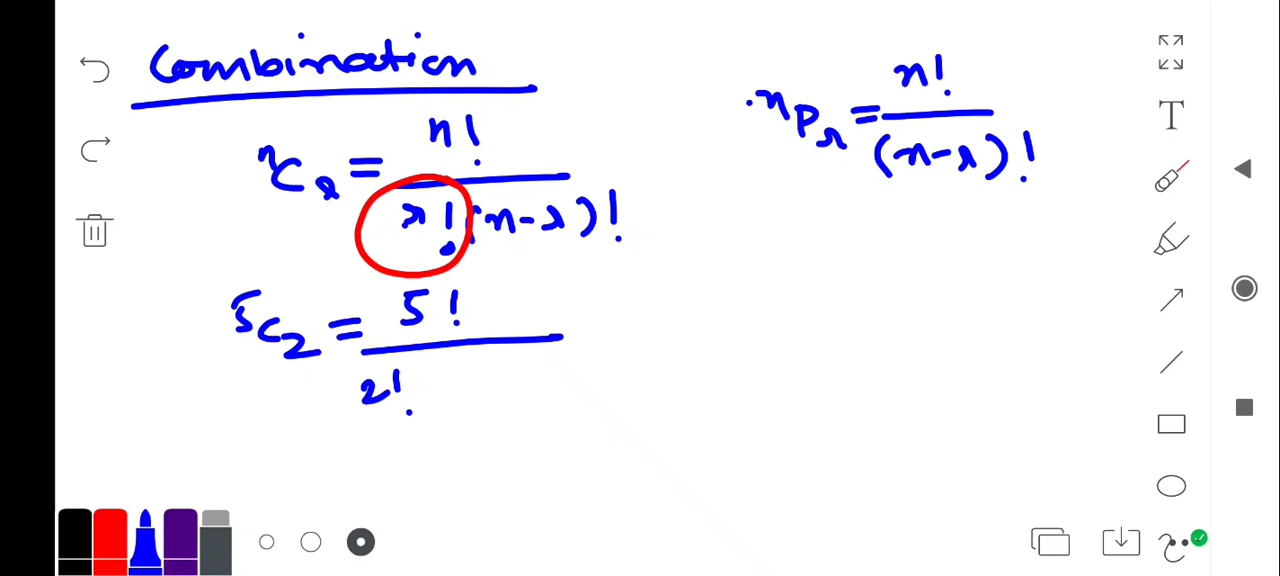 Combination
ⁿCᵣ = n! / r!(n-r)!
⁵C₂ = 5! / 2!
ⁿPᵣ = n! / (n-r)!
T